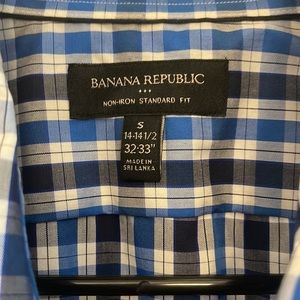 BANANA REPUBLIC
NON-IRON STANDARD FIT
S
14-14 1/2
32-33"
MADE IN
SRI LANKA